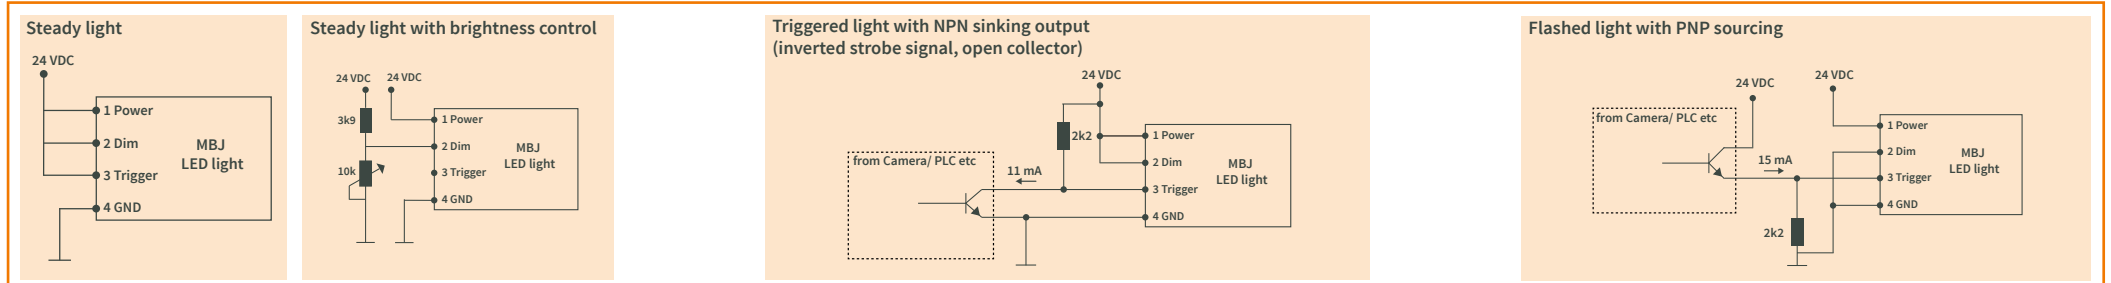 Steady light
24 VDC
1 Power
2 Dim
3 Trigger
4 GND
MBJ
LED light
Steady light with brightness control
24 VDC
24 VDC
3k9
10k
1 Power
2 Dim
3 Trigger
4 GND
MBJ
LED light
Triggered light with NPN sinking output
(inverted strobe signal, open collector)
24 VDC
2k2
from Camera/ PLC etc
11 mA
1 Power
2 Dim
3 Trigger
4 GND
MBJ
LED light
Flashed light with PNP sourcing
24 VDC
24 VDC
from Camera/ PLC etc
15 mA
2k2
1 Power
2 Dim
3 Trigger
4 GND
MBJ
LED light